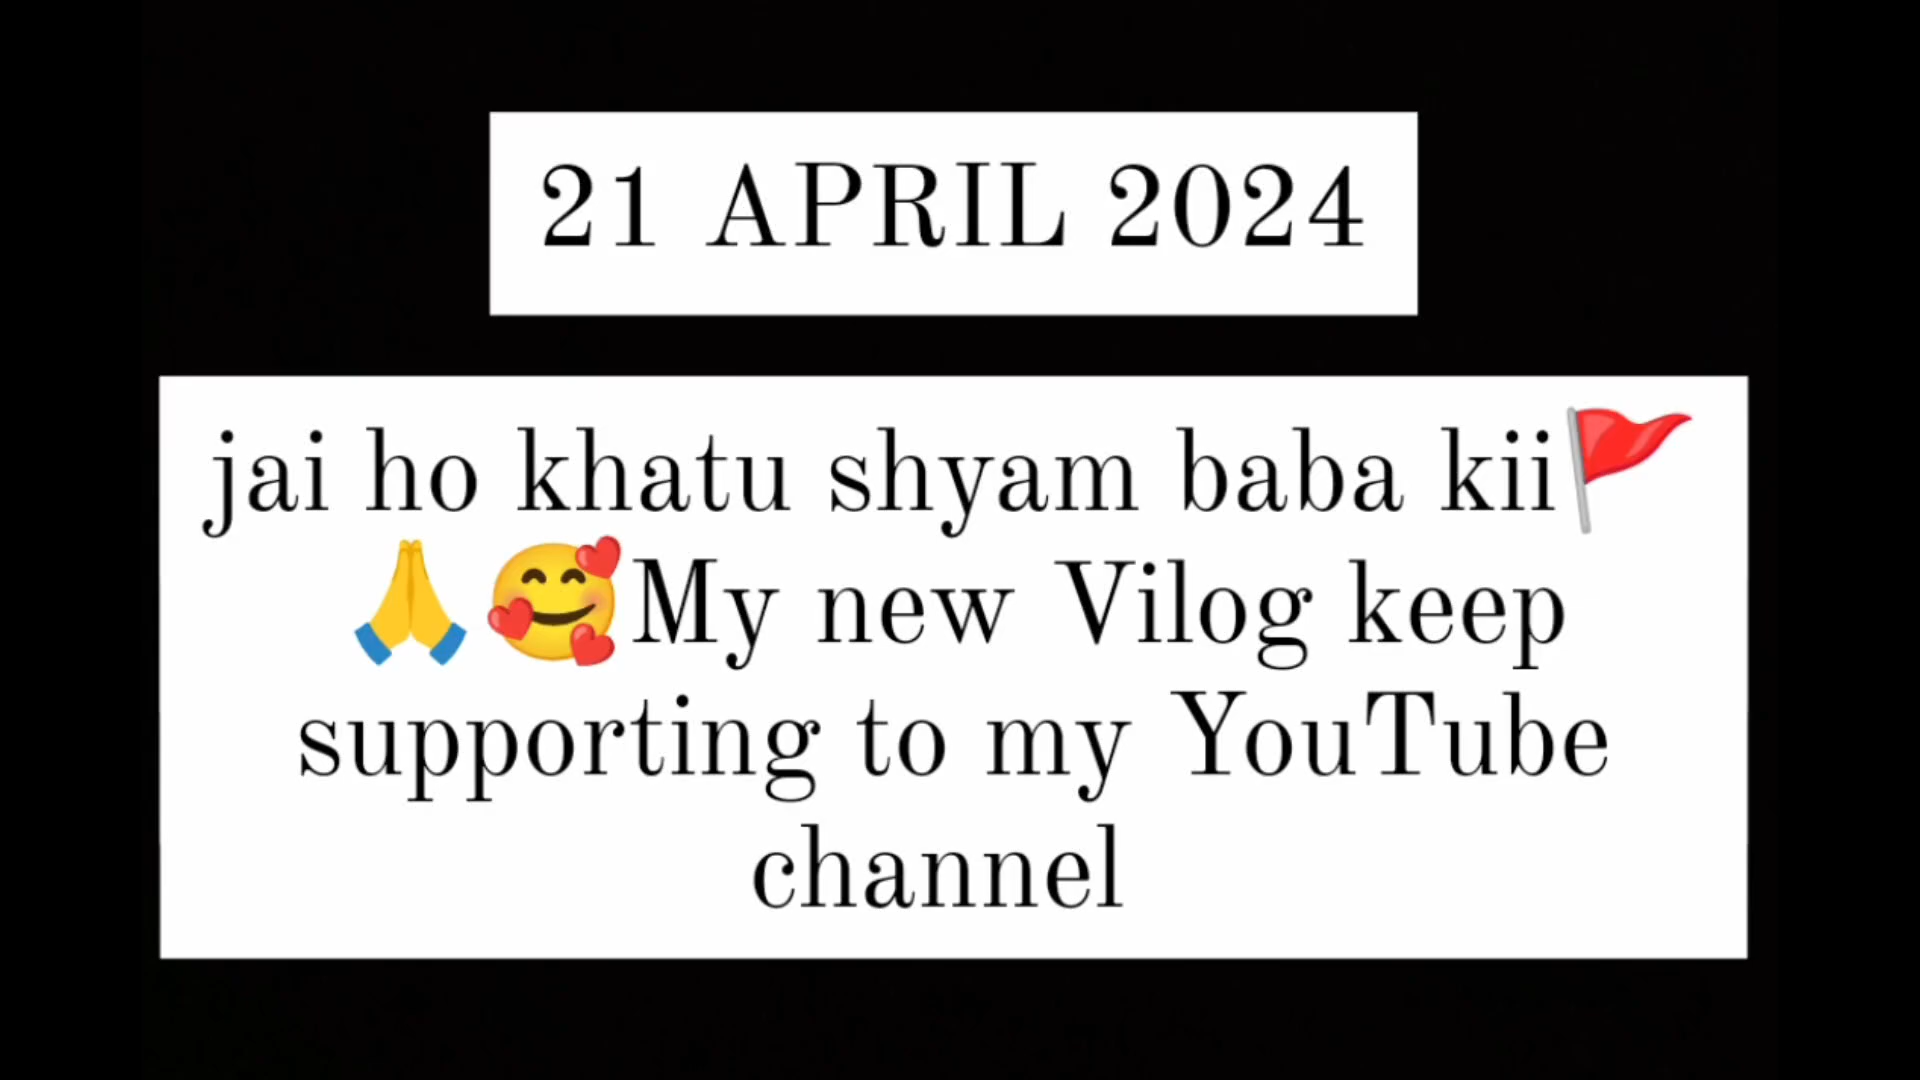 21 APRIL 2024
jai ho khatu shyam baba kii🚩
🙏🥰My new Vilog keep
supporting to my YouTube
channel